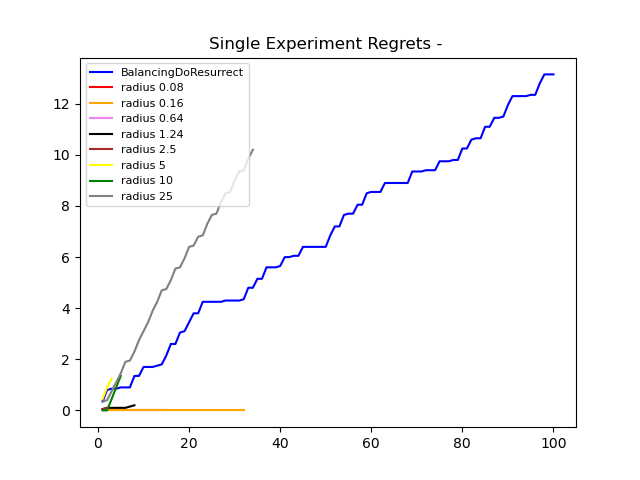 Single Experiment Regrets -
BalancingDoResurrect
radius 0.08
radius 0.16
radius 0.64
radius 1.24
radius 2.5
radius 5
radius 10
radius 25
12
10
8
6
4
2
0
0 20 40 60 80 100